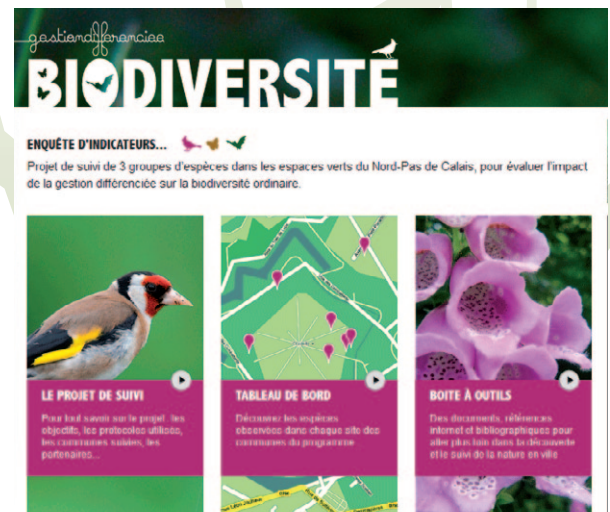 gestiondifférenciée
BIODIVERSITÉ
ENQUÊTE D'INDICATEURS...
Projet de suivi de 3 groupes d'espèces dans les espaces verts du Nord-Pas de Calais, pour évaluer l'impact
de la gestion différenciée sur la biodiversité ordinaire.
LE PROJET DE SUIVI
Pour tout savoir sur le projet : les
objectifs, les protocoles utilisés,
les communes suivies, les
partenaires...
TABLEAU DE BORD
Découvrez les espèces
observées dans chaque site des
communes du programme
BOITE À OUTILS
Des documents, références
Internet et bibliographiques pour
aller plus loin dans la découverte
et le suivi de la nature en ville